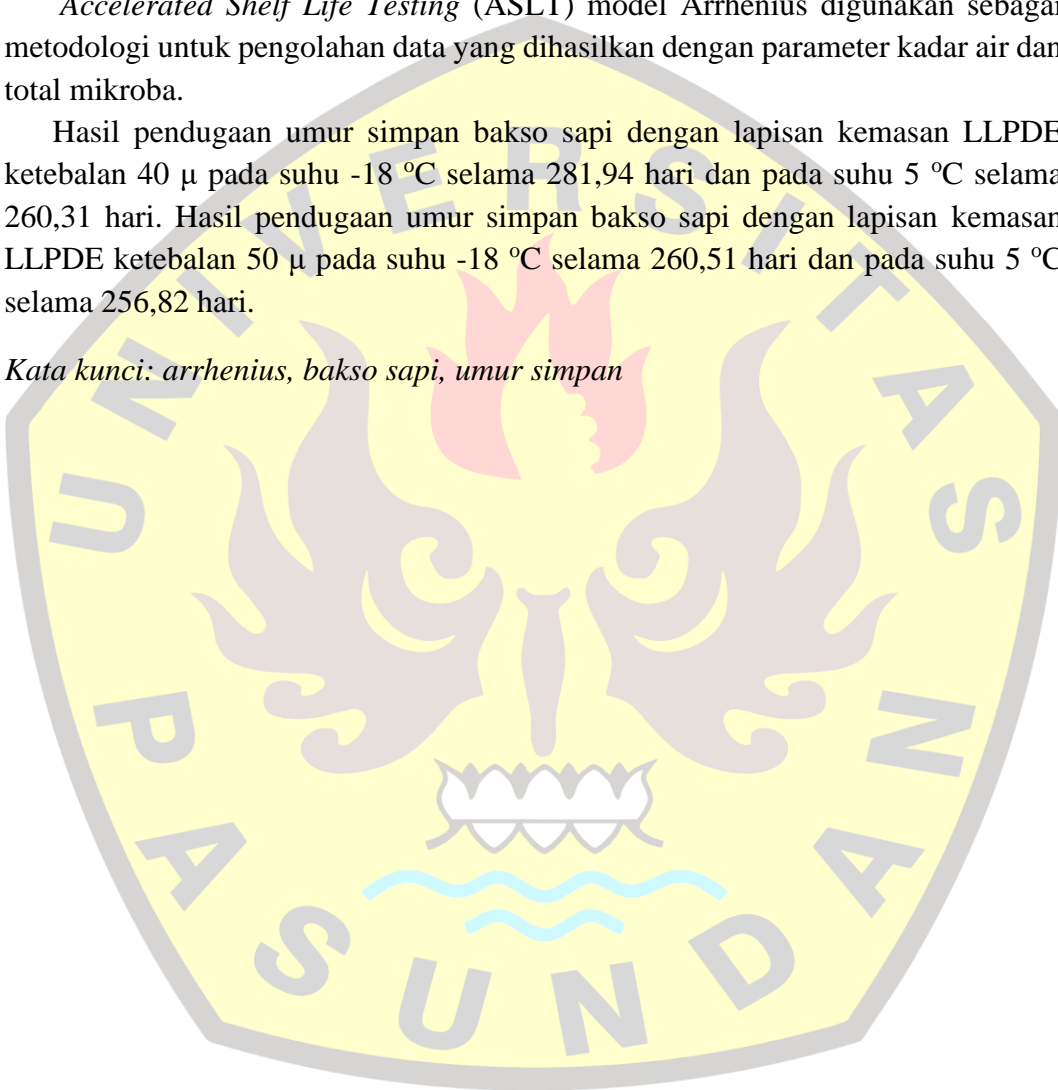 Accelerated Shelf Life Testing (ASLT) model Arrhenius digunakan sebagai
metodologi untuk pengolahan data yang dihasilkan dengan parameter kadar air dan
total mikroba.
Hasil pendugaan umur simpan bakso sapi dengan lapisan kemasan LLPDE
ketebalan 40 µ pada suhu -18 ºC selama 281,94 hari dan pada suhu 5 ºC selama
260,31 hari. Hasil pendugaan umur simpan bakso sapi dengan lapisan kemasan
LLPDE ketebalan 50 µ pada suhu -18 ºC selama 260,51 hari dan pada suhu 5 ºC
selama 256,82 hari.
Kata kunci: arrhenius, bakso sapi, umur simpan
UNIVERSITAS
PASUNDAN